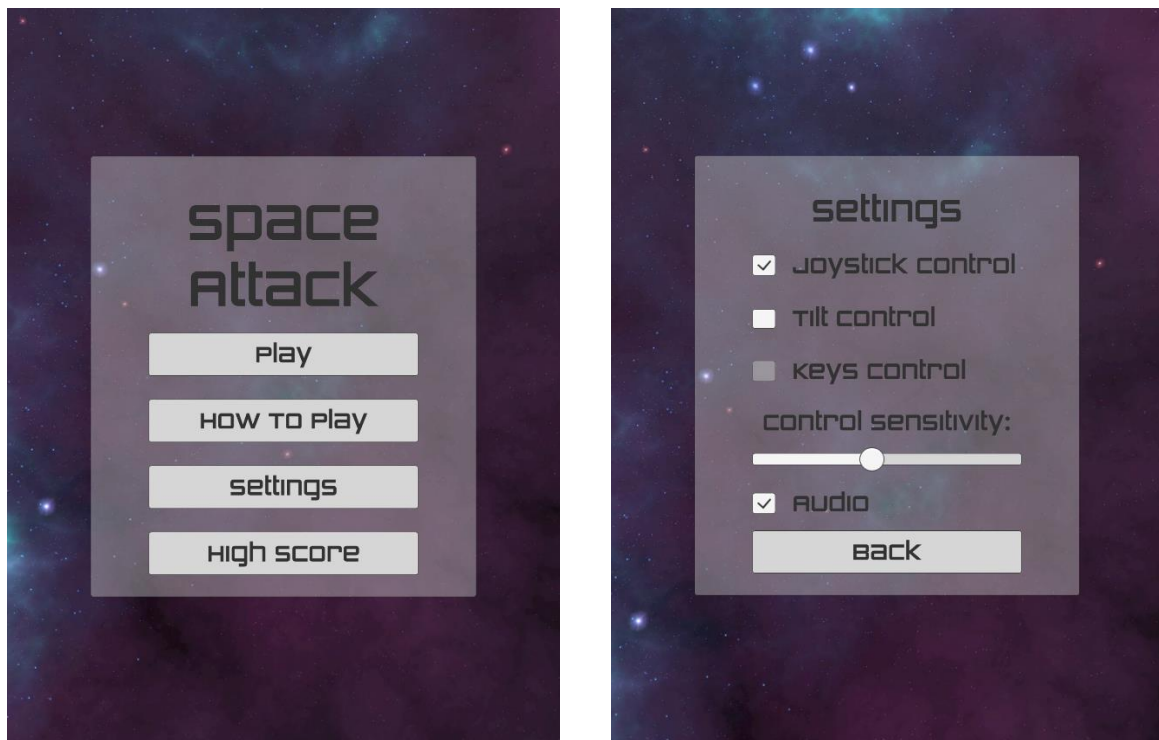 Space
Attack
Play
How To Play
Settings
High Score
Settings
Joystick Control
Tilt Control
Keys Control
Control Sensitivity:
Audio
Back